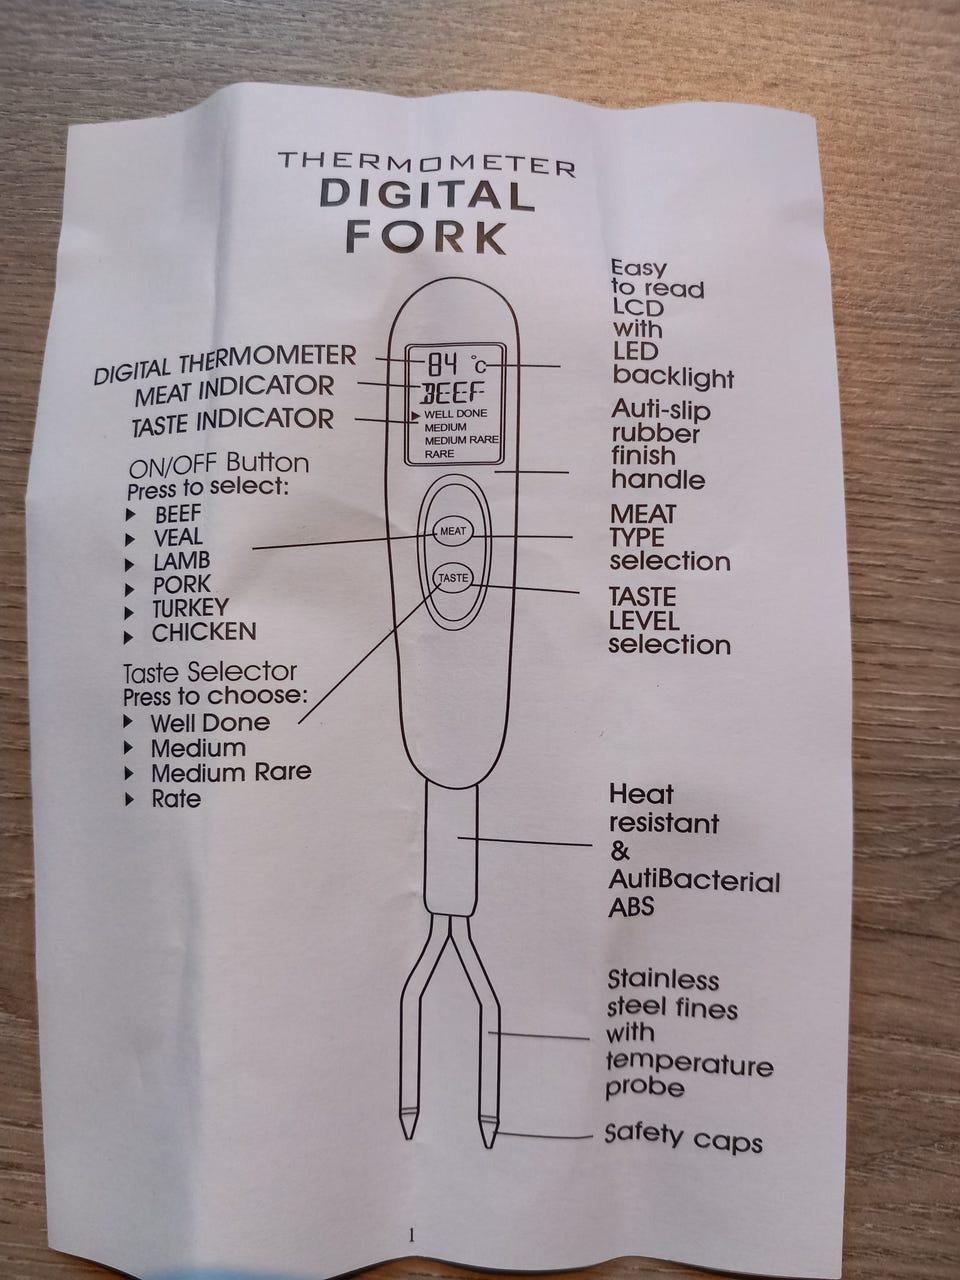 THERMOMETER
DIGITAL
FORK
DIGITAL THERMOMETER
MEAT INDICATOR
TASTE INDICATOR
ON/OFF Button
Press to select:
▶ BEEF
▶ VEAL
▶ LAMB
▶ PORK
▶ TURKEY
▶ CHICKEN
Taste Selector
Press to choose:
▶ Well Done
▶ Medium
▶ Medium Rare
▶ Rate
84 °C
BEEF
▶ WELL DONE
MEDIUM
MEDIUM RARE
RARE
MEAT
TASTE
Easy
to read
LCD
with
LED
backlight
Auti-slip
rubber
finish
handle
MEAT
TYPE
selection
TASTE
LEVEL
selection
Heat
resistant
&
AutiBacterial
ABS
Stainless
steel fines
with
temperature
probe
Safety caps
1